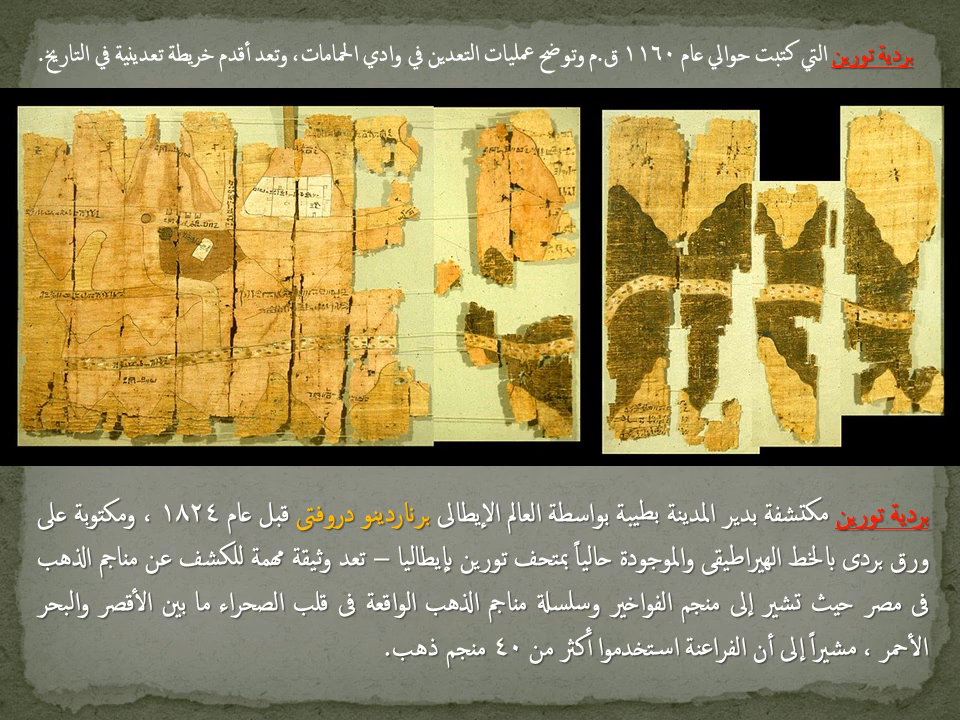 بردية تورين التي كتبت حوالي عام ١١٦٠ ق.م وتوضح عمليات التعدين في وادي الحمامات، وتعد أقدم خريطة تعدينية في التاريخ.
بردية تورين مكتشفة بدير المدينة بطيبة بواسطة العالم الإيطالى برناردينو دروفتى قبل عام ١٨٢٤ ، ومكتوبة على
ورق بردى بالخط الهيراطيقى والموجودة حالياً بمتحف تورين بإيطاليا – تعد وثيقة مهمة للكشف عن مناجم الذهب
فى مصر حيث تشير إلى منجم الفواخير وسلسلة مناجم الذهب الواقعة فى قلب الصحراء ما بين الأقصر والبحر
الأحمر ، مشيراً إلى أن الفراعنة استخدموا أكثر من ٤٠ منجم ذهب.